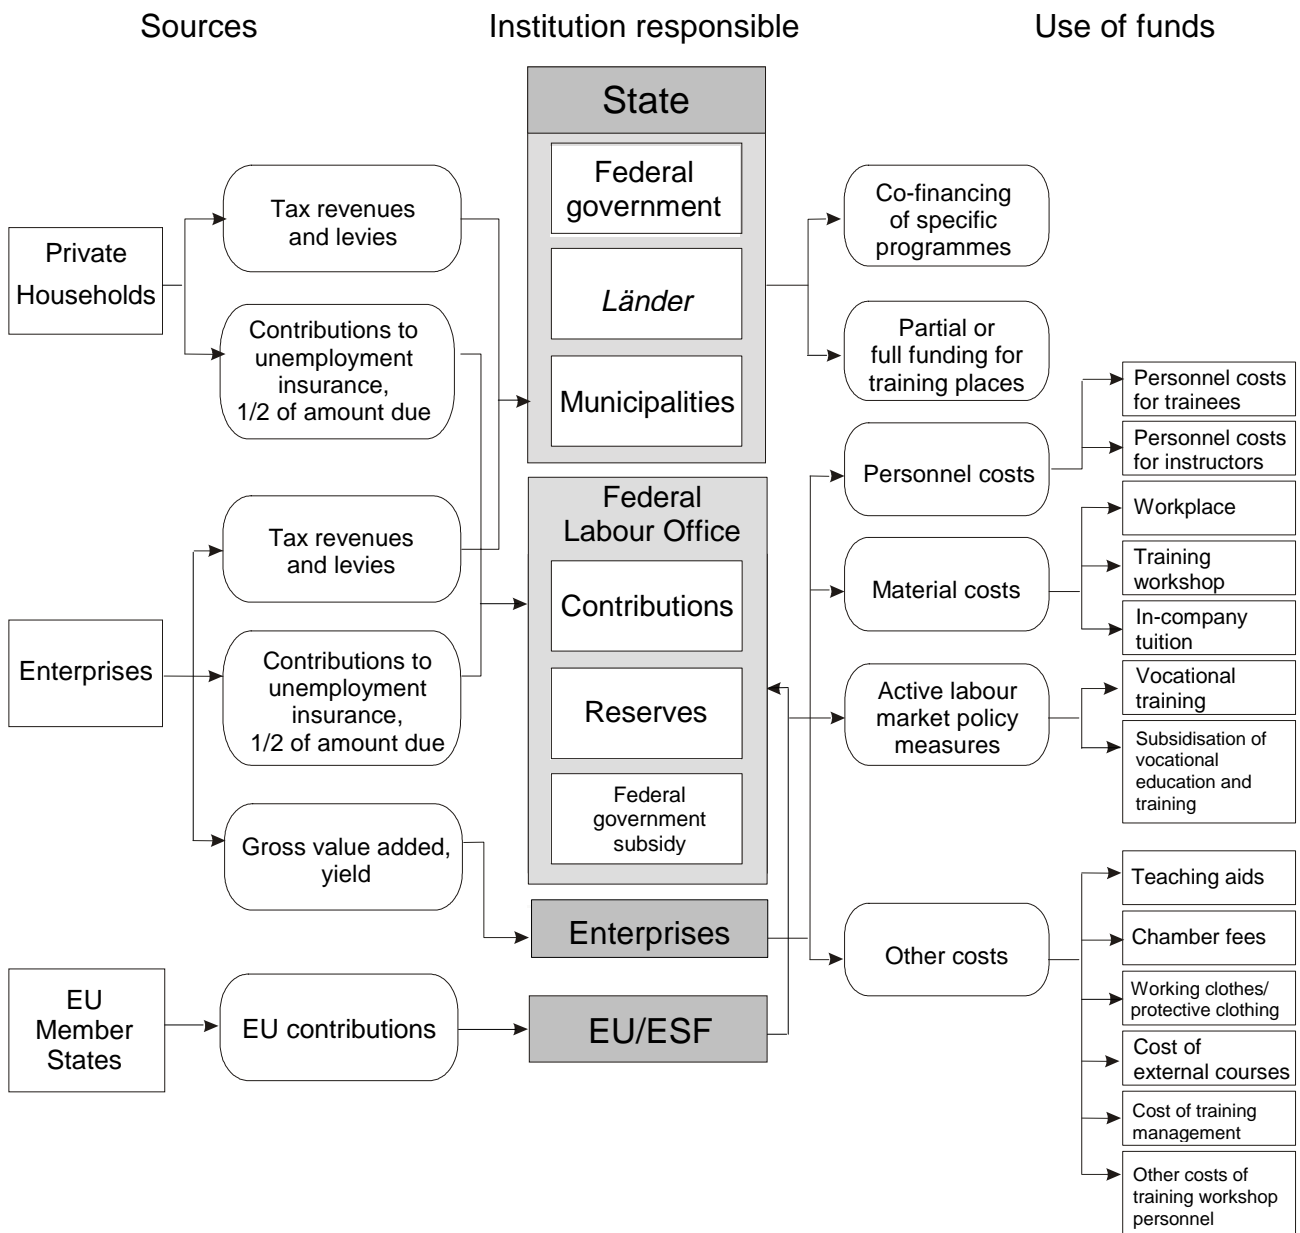 Sources
Institution responsible
Use of funds
Private
Households
Tax revenues
and levies
Contributions to
unemployment
insurance,
1/2 of amount due
Enterprises
Tax revenues
and levies
Contributions to
unemployment
insurance,
1/2 of amount due
Gross value added,
yield
EU
Member
States
EU contributions
State
Federal
government
Länder
Municipalities
Federal
Labour Office
Contributions
Reserves
Federal
government
subsidy
Enterprises
EU/ESF
Co-financing
of specific
programmes
Partial or
full funding for
training places
Personnel costs
Material costs
Active labour
market policy
measures
Other costs
Personnel costs
for trainees
Personnel costs
for instructors
Workplace
Training
workshop
In-company
tuition
Vocational
training
Subsidisation of
vocational
education and
training
Teaching aids
Chamber fees
Working clothes/
protective clothing
Cost of
external courses
Cost of training
management
Other costs of
training workshop
personnel